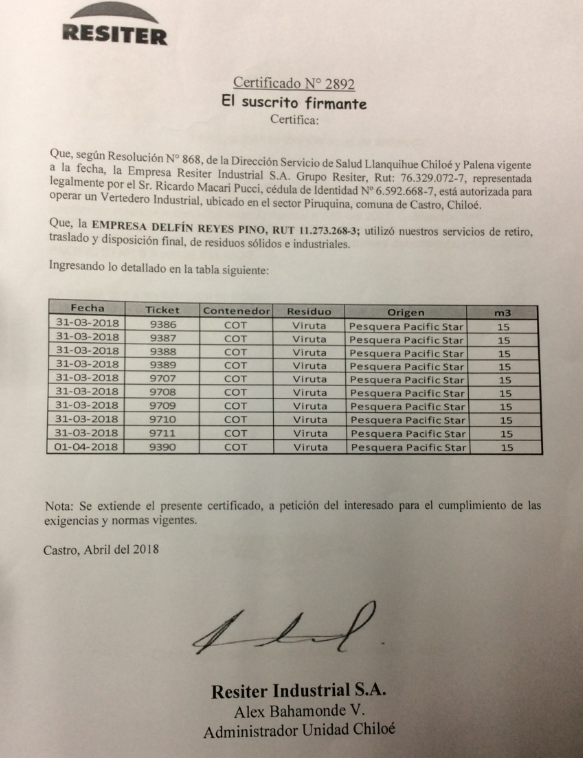 RESITER
Certificado N° 2892
El suscrito firmante
Certifica:
Que, según Resolución N° 868, de la Dirección Servicio de Salud Llanquihue Chiloé y Palena vigente
a la fecha, la Empresa Resiter Industrial S.A. Grupo Resiter, Rut: 76.329.072-7, representada
legalmente por el Sr. Ricardo Macari Pucci, cédula de Identidad N° 6.592.668-7, está autorizada para
operar un Vertedero Industrial, ubicado en el sector Piruquina, comuna de Castro, Chiloé.
Que, la EMPRESA DELFÍN REYES PINO, RUT 11.273.268-3; utilizó nuestros servicios de retiro,
traslado y disposición final, de residuos sólidos e industriales.
Ingresando lo detallado en la tabla siguiente:
Fecha Ticket Contenedor Residuo Origen m3
31-03-2018 9386 COT Viruta Pesquera Pacific Star 15
31-03-2018 9387 COT Viruta Pesquera Pacific Star 15
31-03-2018 9388 COT Viruta Pesquera Pacific Star 15
31-03-2018 9389 COT Viruta Pesquera Pacific Star 15
31-03-2018 9707 COT Viruta Pesquera Pacific Star 15
31-03-2018 9708 COT Viruta Pesquera Pacific Star 15
31-03-2018 9709 COT Viruta Pesquera Pacific Star 15
31-03-2018 9710 COT Viruta Pesquera Pacific Star 15
31-03-2018 9711 COT Viruta Pesquera Pacific Star 15
01-04-2018 9390 COT Viruta Pesquera Pacific Star 15
Nota: Se extiende el presente certificado, a petición del interesado para el cumplimiento de las
exigencias y normas vigentes.
Castro, Abril del 2018
Resiter Industrial S.A.
Alex Bahamonde V.
Administrador Unidad Chiloé